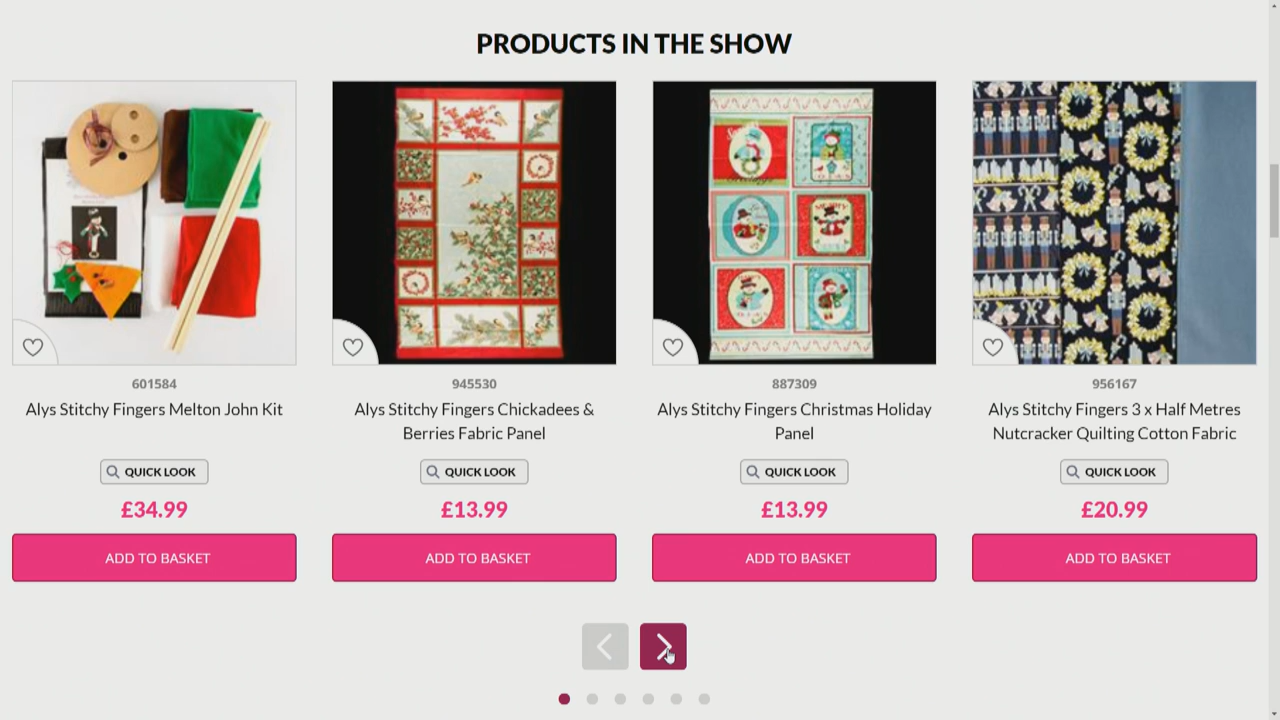 PRODUCTS IN THE SHOW
601584
Alys Stitchy Fingers Melton John Kit
QUICK LOOK
£34.99
ADD TO BASKET
945530
Alys Stitchy Fingers Chickadees &
Berries Fabric Panel
QUICK LOOK
£13.99
ADD TO BASKET
887309
Alys Stitchy Fingers Christmas Holiday
Panel
QUICK LOOK
£13.99
ADD TO BASKET
956167
Alys Stitchy Fingers 3 x Half Metres
Nutcracker Quilting Cotton Fabric
QUICK LOOK
£20.99
ADD TO BASKET